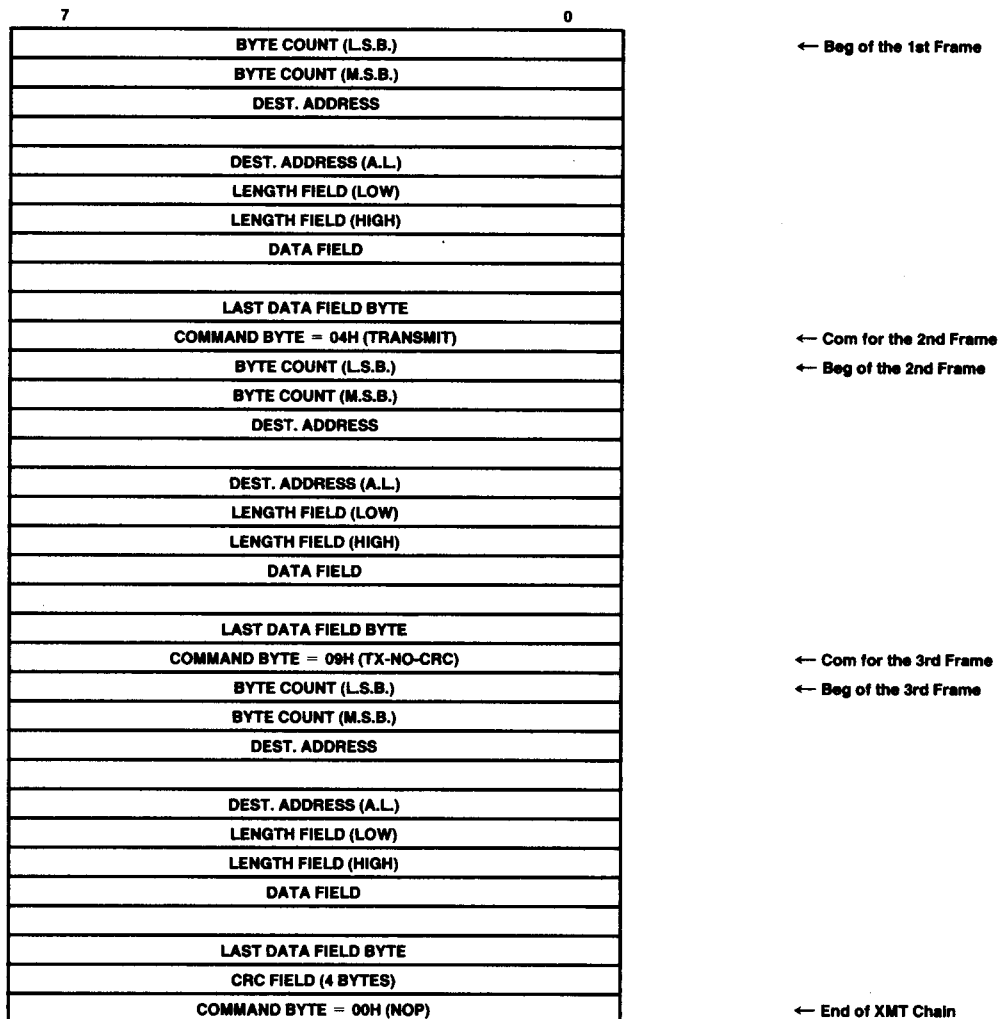 7 0
BYTE COUNT (L.S.B.) ← Beg of the 1st Frame
BYTE COUNT (M.S.B.)
DEST. ADDRESS
DEST. ADDRESS (A.L.)
LENGTH FIELD (LOW)
LENGTH FIELD (HIGH)
DATA FIELD
LAST DATA FIELD BYTE
COMMAND BYTE = 04H (TRANSMIT) ← Com for the 2nd Frame
BYTE COUNT (L.S.B.) ← Beg of the 2nd Frame
BYTE COUNT (M.S.B.)
DEST. ADDRESS
DEST. ADDRESS (A.L.)
LENGTH FIELD (LOW)
LENGTH FIELD (HIGH)
DATA FIELD
LAST DATA FIELD BYTE
COMMAND BYTE = 09H (TX-NO-CRC) ← Com for the 3rd Frame
BYTE COUNT (L.S.B.) ← Beg of the 3rd Frame
BYTE COUNT (M.S.B.)
DEST. ADDRESS
DEST. ADDRESS (A.L.)
LENGTH FIELD (LOW)
LENGTH FIELD (HIGH)
DATA FIELD
LAST DATA FIELD BYTE
CRC FIELD (4 BYTES)
COMMAND BYTE = 00H (NOP) ← End of XMT Chain